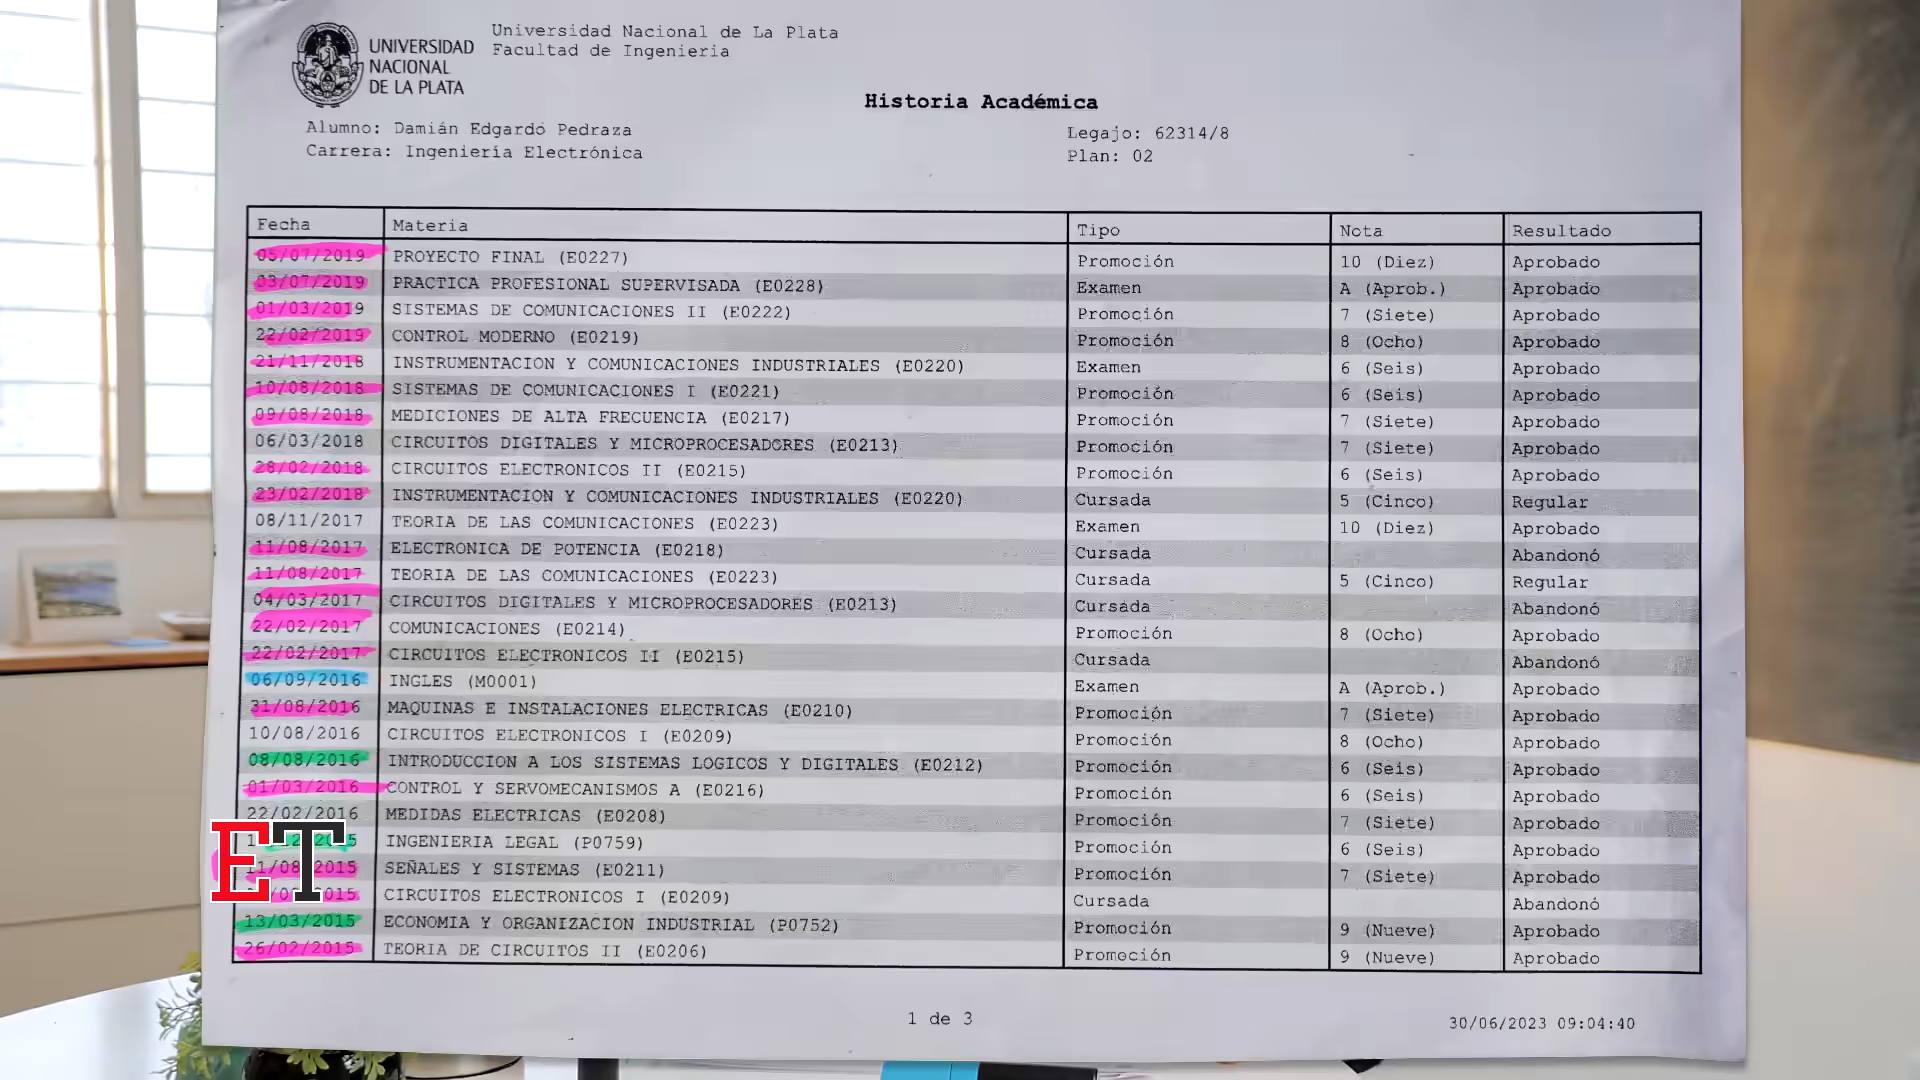 UNIVERSIDAD
NACIONAL
DE LA PLATA
Universidad Nacional de La Plata
Facultad de Ingenieria
Historia Académica
Alumno: Damián Edgardo Pedraza
Legajo: 62314/8
Carrera: Ingeniería Electrónica
Plan: 02
Fecha Materia Tipo Nota Resultado
05/07/2019 PROYECTO FINAL (E0227) Promoción 10 (Diez) Aprobado
03/07/2019 PRACTICA PROFESIONAL SUPERVISADA (E0228) Examen A (Aprob.) Aprobado
01/03/2019 SISTEMAS DE COMUNICACIONES II (E0222) Promoción 7 (Siete) Aprobado
22/02/2019 CONTROL MODERNO (E0219) Promoción 8 (Ocho) Aprobado
21/11/2018 INSTRUMENTACION Y COMUNICACIONES INDUSTRIALES (E0220) Examen 6 (Seis) Aprobado
10/08/2018 SISTEMAS DE COMUNICACIONES I (E0221) Promoción 6 (Seis) Aprobado
09/08/2018 MEDICIONES DE ALTA FRECUENCIA (E0217) Promoción 7 (Siete) Aprobado
06/03/2018 CIRCUITOS DIGITALES Y MICROPROCESADORES (E0213) Promoción 7 (Siete) Aprobado
28/02/2018 CIRCUITOS ELECTRONICOS II (E0215) Promoción 6 (Seis) Aprobado
23/02/2018 INSTRUMENTACION Y COMUNICACIONES INDUSTRIALES (E0220) Cursada 5 (Cinco) Regular
08/11/2017 TEORIA DE LAS COMUNICACIONES (E0223) Examen 10 (Diez) Aprobado
11/08/2017 ELECTRONICA DE POTENCIA (E0218) Cursada Abandonó
11/08/2017 TEORIA DE LAS COMUNICACIONES (E0223) Cursada 5 (Cinco) Regular
04/03/2017 CIRCUITOS DIGITALES Y MICROPROCESADORES (E0213) Cursada Abandonó
22/02/2017 COMUNICACIONES (E0214) Promoción 8 (Ocho) Aprobado
22/02/2017 CIRCUITOS ELECTRONICOS II (E0215) Cursada Abandonó
06/09/2016 INGLES (M0001) Examen A (Aprob.) Aprobado
31/08/2016 MAQUINAS E INSTALACIONES ELECTRICAS (E0210) Promoción 7 (Siete) Aprobado
10/08/2016 CIRCUITOS ELECTRONICOS I (E0209) Promoción 8 (Ocho) Aprobado
08/08/2016 INTRODUCCION A LOS SISTEMAS LOGICOS Y DIGITALES (E0212) Promoción 6 (Seis) Aprobado
01/03/2016 CONTROL Y SERVOMECANISMOS A (E0216) Promoción 6 (Seis) Aprobado
22/02/2016 MEDIDAS ELECTRICAS (E0208) Promoción 7 (Siete) Aprobado
INGENIERIA LEGAL (P0759) Promoción 6 (Seis) Aprobado
11/08/2015 SEÑALES Y SISTEMAS (E0211) Promoción 7 (Siete) Aprobado
CIRCUITOS ELECTRONICOS I (E0209) Cursada Abandonó
13/03/2015 ECONOMIA Y ORGANIZACION INDUSTRIAL (P0752) Promoción 9 (Nueve) Aprobado
26/02/2015 TEORIA DE CIRCUITOS II (E0206) Promoción 9 (Nueve) Aprobado
ET
1 de 3
30/06/2023 09:04:40